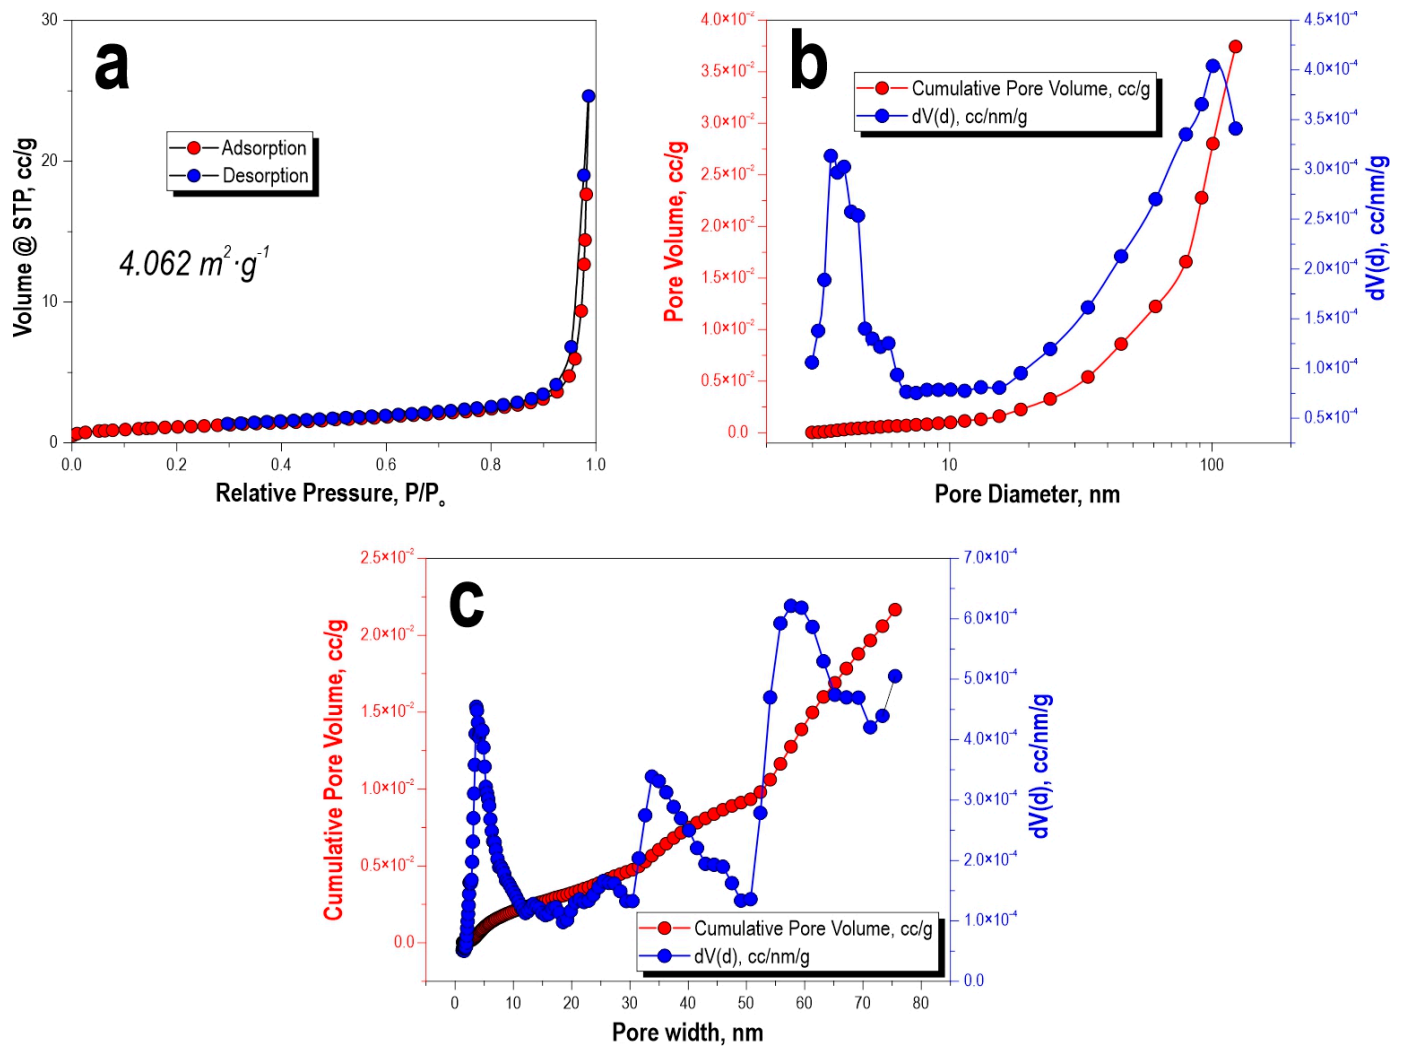 a
30
20
10
0
Volume @ STP, cc/g
Adsorption
Desorption
4.062 m²·g⁻¹
0.0 0.2 0.4 0.6 0.8 1.0
Relative Pressure, P/Pₒ
b
4.0×10⁻²
3.5×10⁻²
3.0×10⁻²
2.5×10⁻²
2.0×10⁻²
1.5×10⁻²
1.0×10⁻²
0.5×10⁻²
0.0
Pore Volume, cc/g
Cumulative Pore Volume, cc/g
dV(d), cc/nm/g
4.5×10⁻⁴
4.0×10⁻⁴
3.5×10⁻⁴
3.0×10⁻⁴
2.5×10⁻⁴
2.0×10⁻⁴
1.5×10⁻⁴
1.0×10⁻⁴
0.5×10⁻⁴
dV(d), cc/nm/g
10 100
Pore Diameter, nm
c
2.5×10⁻²
2.0×10⁻²
1.5×10⁻²
1.0×10⁻²
0.5×10⁻²
0.0
Cumulative Pore Volume, cc/g
7.0×10⁻⁴
6.0×10⁻⁴
5.0×10⁻⁴
4.0×10⁻⁴
3.0×10⁻⁴
2.0×10⁻⁴
1.0×10⁻⁴
0.0
dV(d), cc/nm/g
Cumulative Pore Volume, cc/g
dV(d), cc/nm/g
0 10 20 30 40 50 60 70 80
Pore width, nm